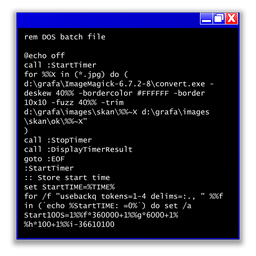 rem DOS batch file
@echo off
call :StartTimer
for %%X in (*.jpg) do (
d:\grafa\ImageMagick-6.7.2-8\convert.exe -
deskew 40%% -bordercolor #FFFFFF -border
10x10 -fuzz 40%% -trim
d:\grafa\images\skan\%%~X d:\grafa\images
\skan\ok\%%~X"
)
call :StopTimer
call :DisplayTimerResult
goto :EOF
:StartTimer
:: Store start time
set StartTIME=%TIME%
for /f "usebackq tokens=1-4 delims=:., " %%f
in (`echo %StartTIME: =0%`) do set /a
Start100S=1%%f*360000+1%%g*6000+1%
%h*100+1%%i-36610100